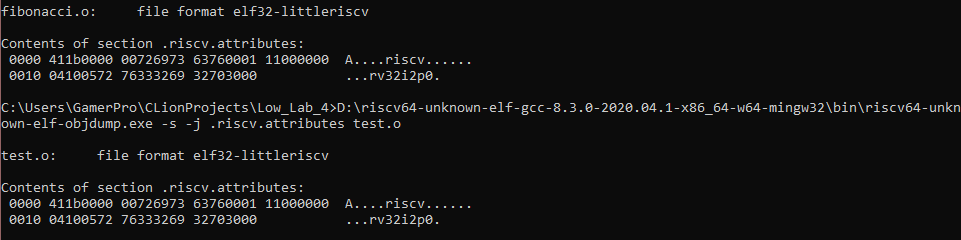 fibonacci.o:     file format elf32-littleriscv
Contents of section .riscv.attributes:
 0000 411b0000 00726973 63760001 11000000  A....riscv......
 0010 04100572 76333269 32703000           ...rv32i2p0.
C:\Users\GamerPro\CLionProjects\Low_Lab_4>D:\riscv64-unknown-elf-gcc-8.3.0-2020.04.1-x86_64-w64-mingw32\bin\riscv64-unkn
own-elf-objdump.exe -s -j .riscv.attributes test.o
test.o:     file format elf32-littleriscv
Contents of section .riscv.attributes:
 0000 411b0000 00726973 63760001 11000000  A....riscv......
 0010 04100572 76333269 32703000           ...rv32i2p0.